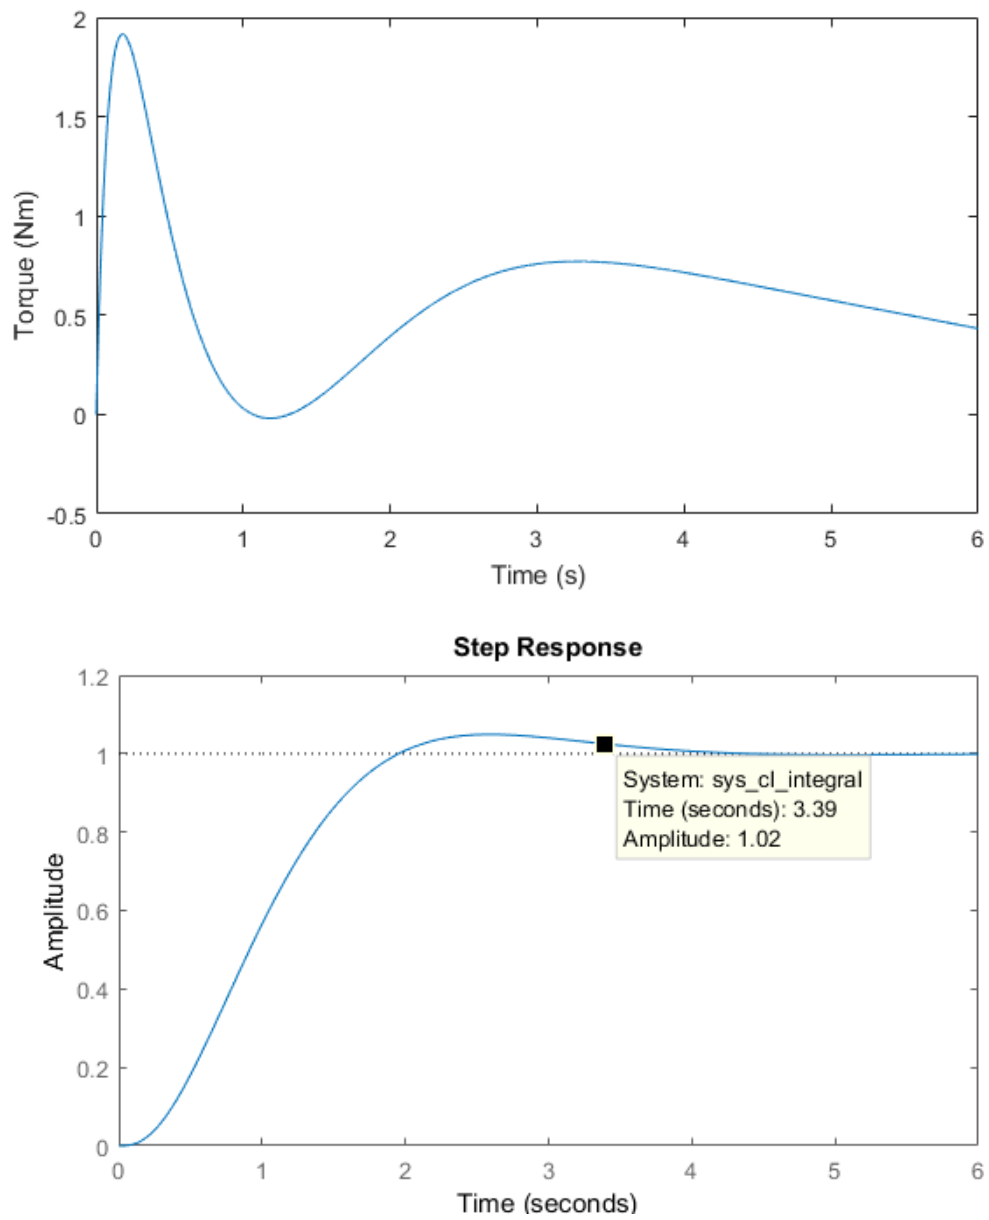 2
1.5
1
0.5
0
-0.5
Torque (Nm)
0 1 2 3 4 5 6
Time (s)
Step Response
1.2
1
0.8
0.6
0.4
0.2
0
Amplitude
System: sys_cl_integral
Time (seconds): 3.39
Amplitude: 1.02
0 1 2 3 4 5 6
Time (seconds)